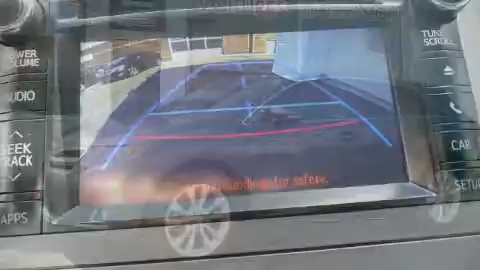 POWER
VOLUME
TUNE
SCROLL
AUDIO
SEEK
TRACK
CAR
APPS
SETUP
surroundings for safety.